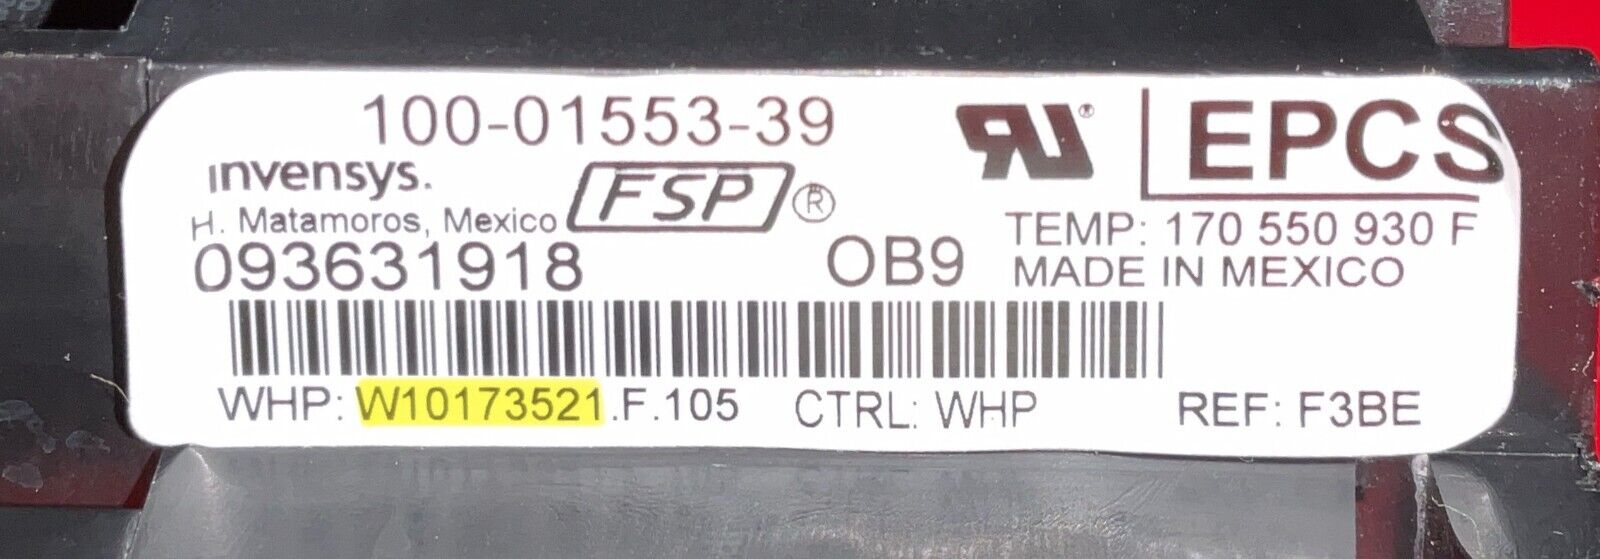 100-01553-39
invensys.
FSP®
H. Matamoros, Mexico
093631918
OB9
RU®
EPCS
TEMP: 170 550 930 F
MADE IN MEXICO
WHP: W10173521.F.105 CTRL: WHP REF: F3BE